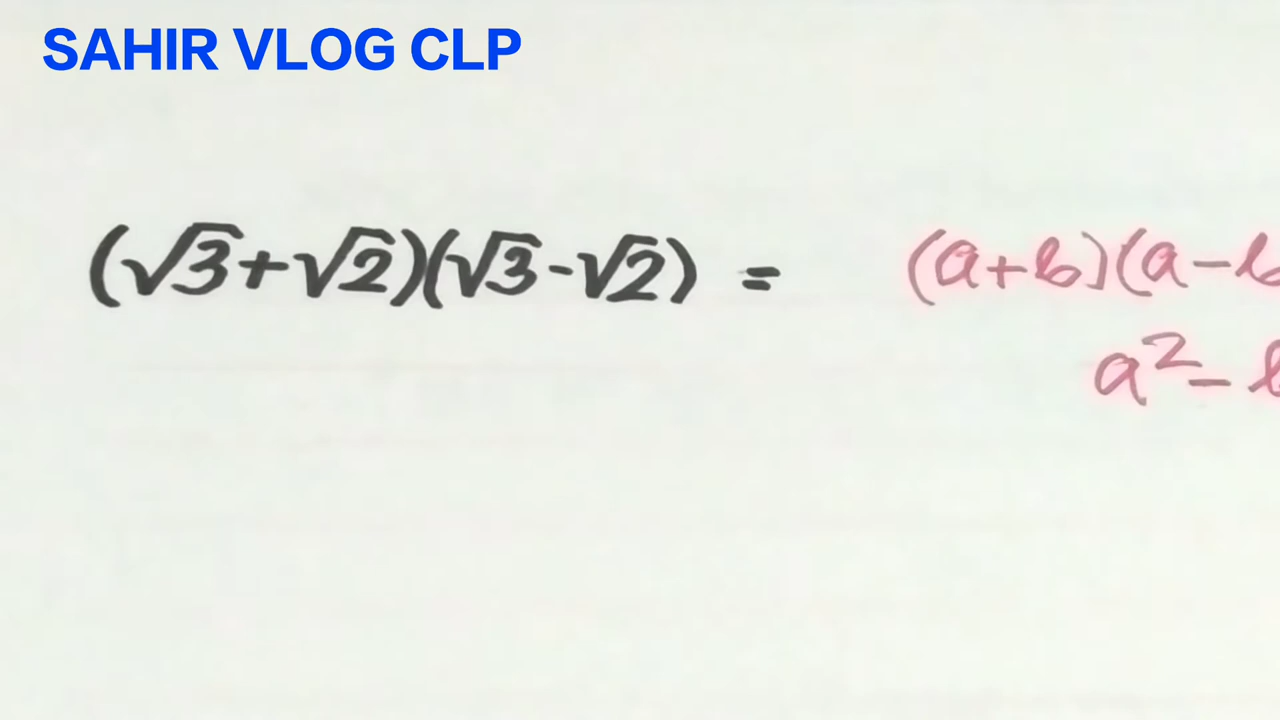 SAHIR VLOG CLP
(√3+√2)(√3-√2) = (a+b)(a-b
a²-